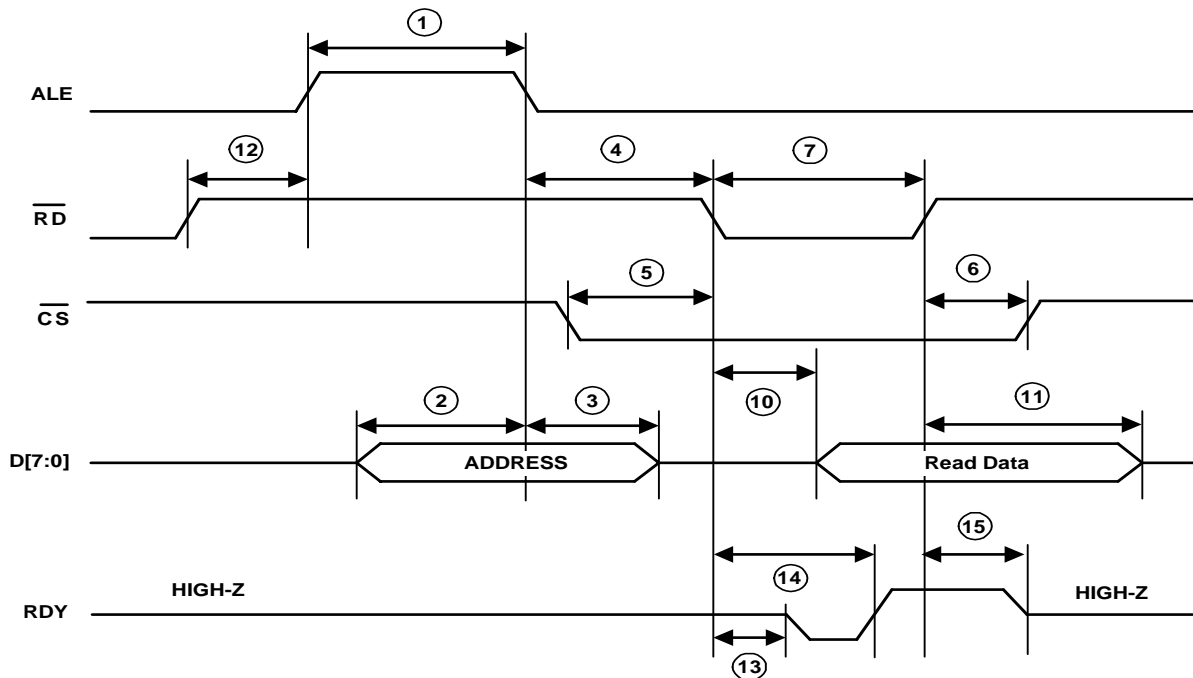 1
ALE
12
4
7
RD
5
6
CS
10
2
3
11
D[7:0]
ADDRESS
Read Data
15
14
HIGH-Z
HIGH-Z
RDY
13